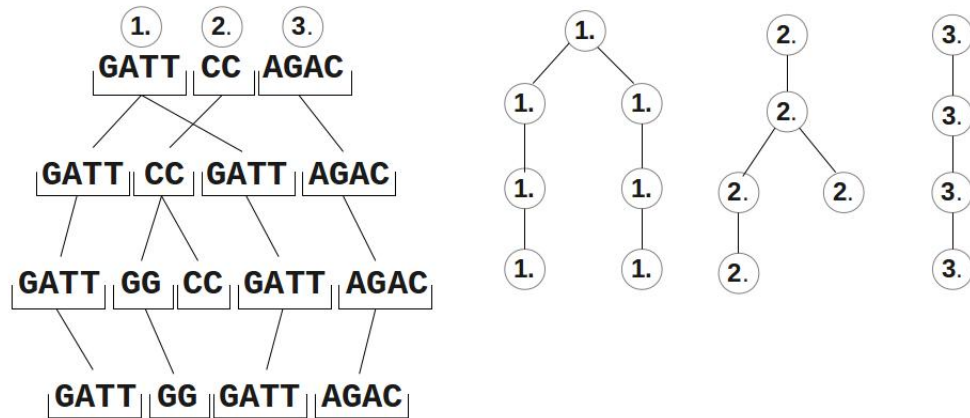 1. 2. 3.
GATT CC AGAC
GATT CC GATT AGAC
GATT GG CC GATT AGAC
GATT GG GATT AGAC
1.
1. 1.
1. 1.
1. 1.
2.
2.
2. 2.
2.
3.
3.
3.
3.